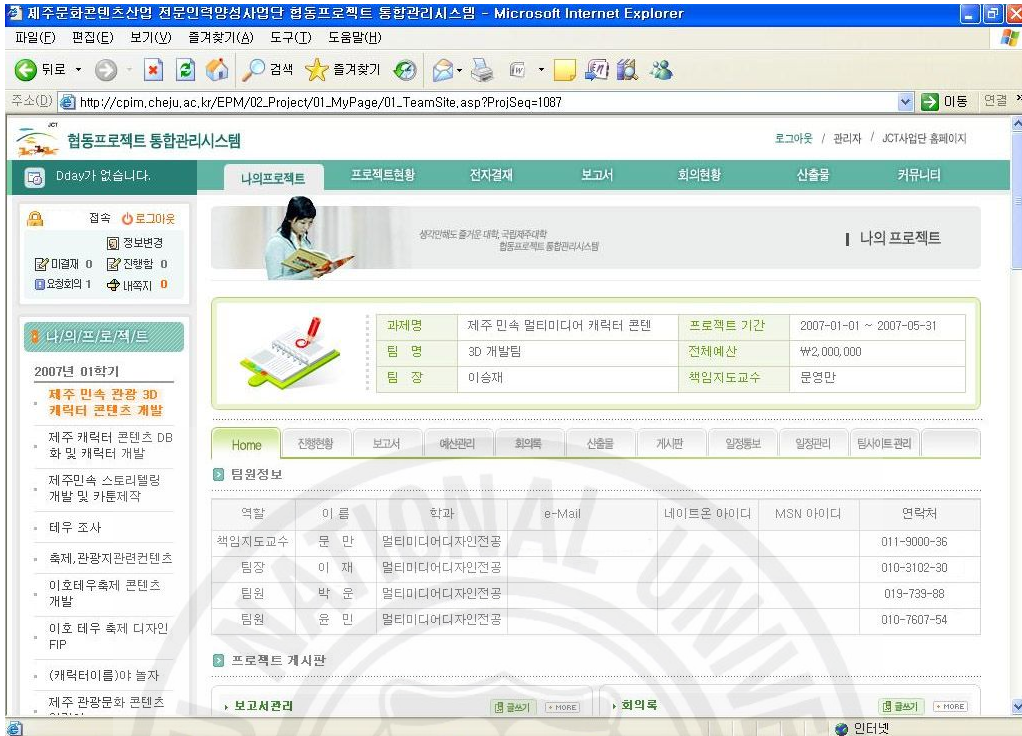 제주문화콘텐츠산업 전문인력양성사업단 협동프로젝트 통합관리시스템 - Microsoft Internet Explorer
파일(F) 편집(E) 보기(V) 즐겨찾기(A) 도구(T) 도움말(H)
뒤로 검색 즐겨찾기
주소(D) http://cpim.cheju.ac.kr/EPM/02_Project/01_MyPage/01_TeamSite.asp?ProjSeq=1087 이동 연결 »
JCT 협동프로젝트 통합관리시스템 로그아웃 / 관리자 / JCT사업단 홈페이지
Dday가 없습니다. 나의프로젝트 프로젝트현황 전자결재 보고서 회의현황 산출물 커뮤니티
접속 로그아웃
정보변경
미결재 0 진행함 0
요청회의 1 내쪽지 0
생각만해도 즐거운 대학, 국립제주대학
협동프로젝트 통합관리시스템
나의 프로젝트
나/의/프/로/젝/트
2007년 01학기
제주 민속 관광 3D
캐릭터 콘텐츠 개발
제주 캐릭터 콘텐츠 DB
화 및 캐릭터 개발
제주민속 스토리텔링
개발 및 카툰제작
테우 조사
축제,관광지관련컨텐츠
이호테우축제 콘텐츠
개발
이호 테우 축제 디자인
FIP
(캐릭터이름)야 놀자
제주 관광문화 콘텐츠
과제명 제주 민속 멀티미디어 캐릭터 콘텐 프로젝트 기간 2007-01-01 ~ 2007-05-31
팀 명 3D 개발팀 전체예산 ₩2,000,000
팀 장 이승재 책임지도교수 문영만
Home 진행현황 보고서 예산관리 회의록 산출물 게시판 일정통보 일정관리 팀사이트관리
팀원정보
역할 이 름 학과 e-Mail 네이트온 아이디 MSN 아이디 연락처
책임지도교수 문 만 멀티미디어디자인전공 011-9000-36
팀장 이 재 멀티미디어디자인전공 010-3102-30
팀원 박 운 멀티미디어디자인전공 019-739-88
팀원 윤 민 멀티미디어디자인전공 010-7607-54
프로젝트 게시판
보고서관리 글쓰기 + MORE 회의록 글쓰기 + MORE
인터넷
NATIONAL UNIVE